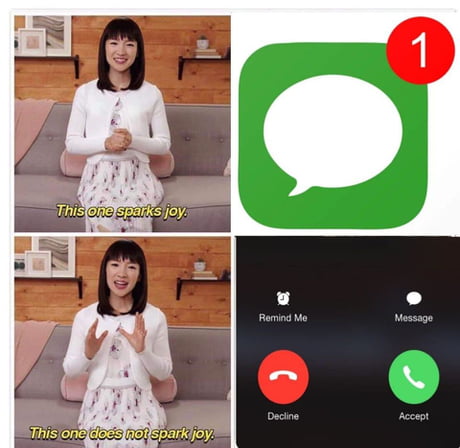 This one sparks joy.
1
This one does not spark joy.
Remind Me
Message
Decline
Accept